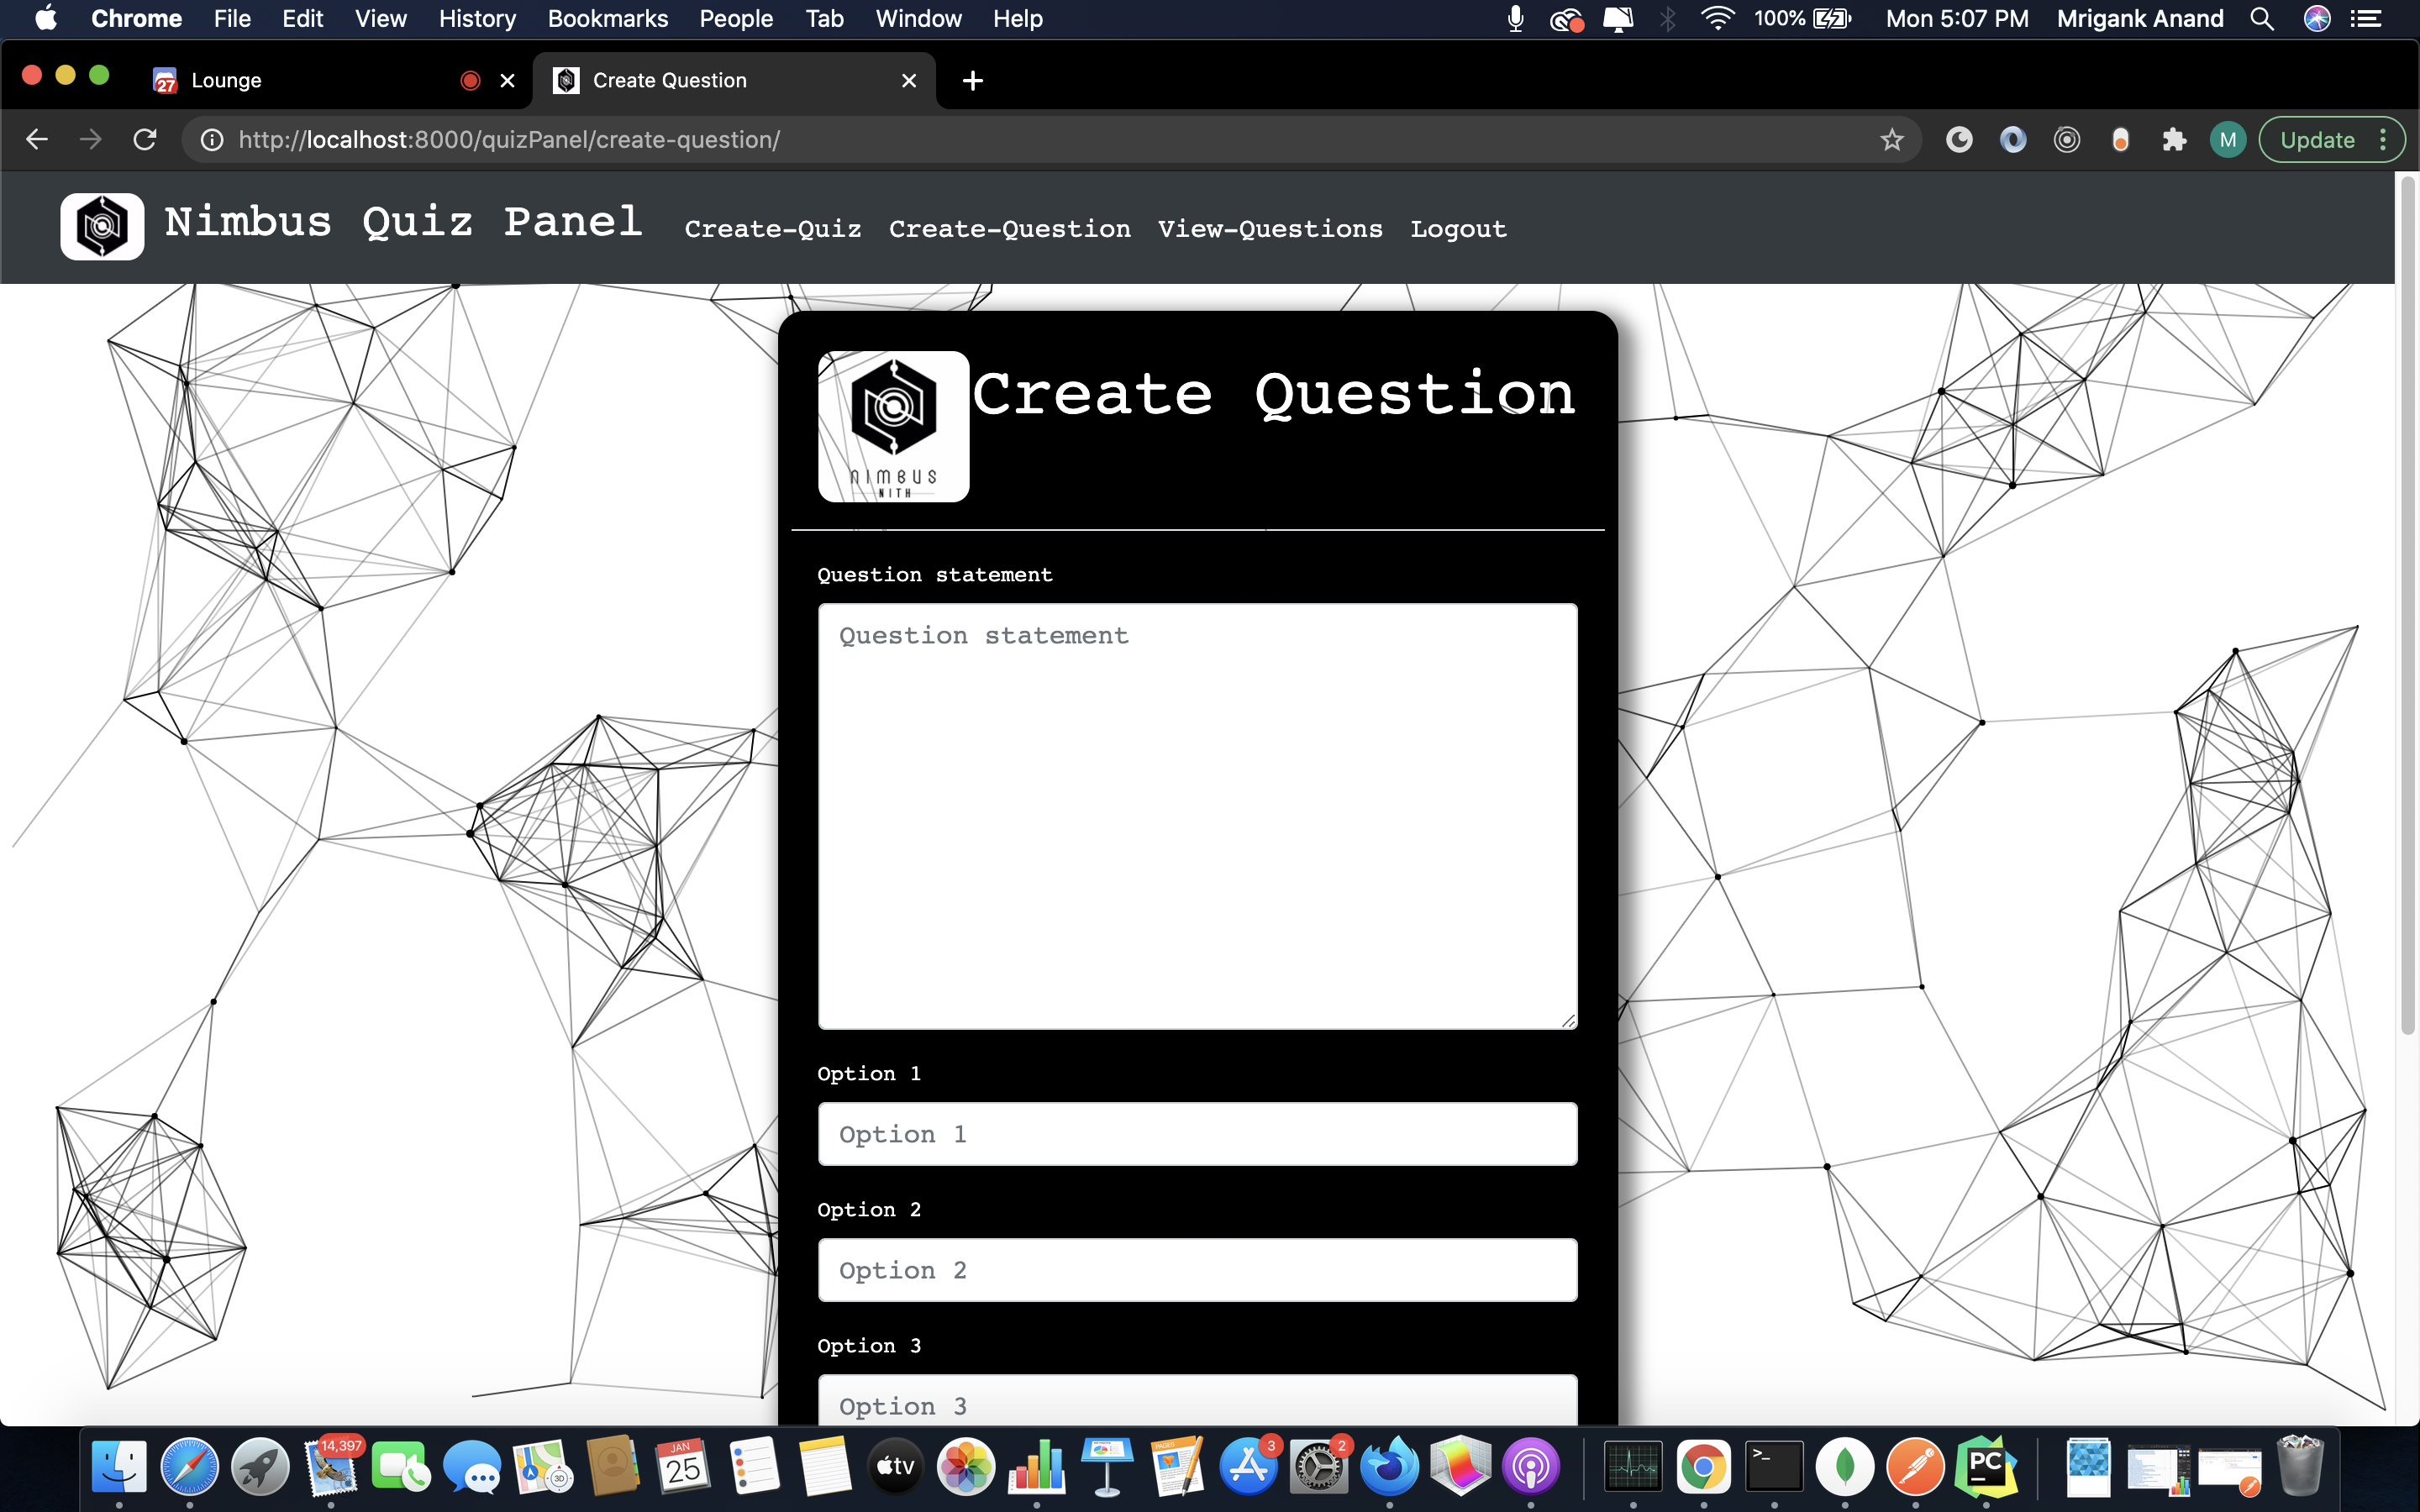 Chrome File Edit View History Bookmarks People Tab Window Help 100% Mon 5:07 PM Mrigank Anand
27 Lounge Create Question
http://localhost:8000/quizPanel/create-question/ M Update
Nimbus Quiz Panel Create-Quiz Create-Question View-Questions Logout
Create Question
NIMBUS
NITH
Question statement
Question statement
Option 1
Option 1
Option 2
Option 2
Option 3
Option 3
14,397 3D JAN 25 tv PAGES 3 2 >_ PC